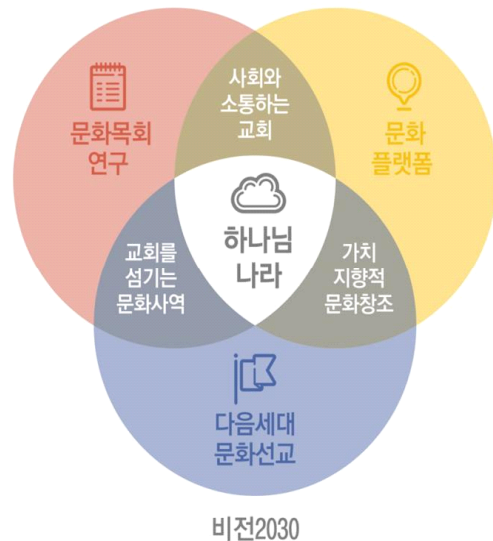 사회와
소통하는
교회
문화목회
연구
문화
플랫폼
하나님
나라
교회를
섬기는
문화사역
가치
지향적
문화창조
다음세대
문화선교
비전2030